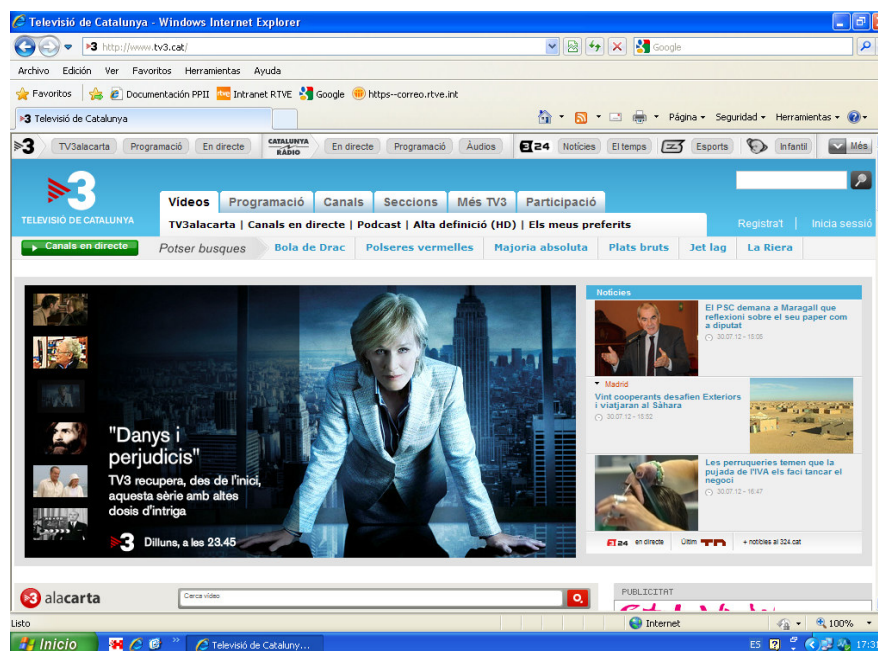 Televisió de Catalunya - Windows Internet Explorer
http://www.tv3.cat/
Google
Archivo Edición Ver Favoritos Herramientas Ayuda
Favoritos Documentación PPII Intranet RTVE Google https--correo.rtve.int
Televisió de Catalunya
Página Seguridad Herramientas
3 TV3alacarta Programació En directe CATALUNYA RÀDIO En directe Programació Àudios 324 Notícies El temps Esports Infantil Més
3
TELEVISIÓ DE CATALUNYA
Vídeos Programació Canals Seccions Més TV3 Participació
TV3alacarta | Canals en directe | Podcast | Alta definició (HD) | Els meus preferits
Registra't | Inicia sessió
Canals en directe Potser busques Bola de Drac Polseres vermelles Majoria absoluta Plats bruts Jet lag La Riera
"Danys i
perjudicis"
TV3 recupera, des de l'inici,
aquesta sèrie amb altes
dosis d'intriga
3 Dilluns, a les 23.45
Notícies
El PSC demana a Maragall que
reflexioni sobre el seu paper com
a diputat
30.07.12 - 16:05
Madrid
Vint cooperants desafien Exteriors
i viatjaran al Sàhara
30.07.12 - 16:52
Les perruqueries temen que la
pujada de l'IVA els faci tancar el
negoci
30.07.12 - 16:47
324 en directe Últim TN + notícies al 324.cat
3 alacarta
Cerca vídeo
PUBLICITAT
Listo
Internet
100%
Inicio
Televisió de Cataluny...
ES
17:31